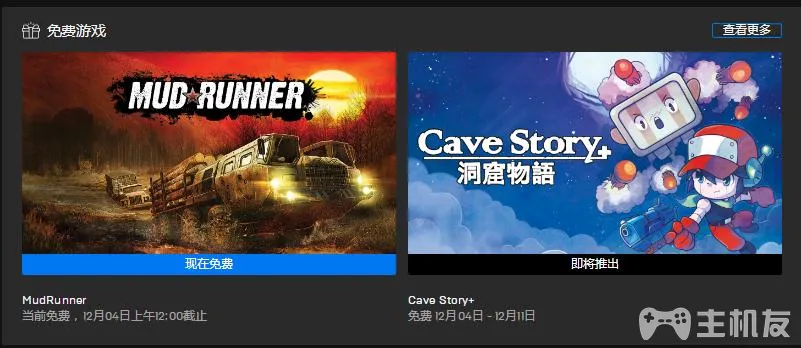 免费游戏
查看更多
MUDRUNNER
Cave Story+
洞窟物語
现在免费
即将推出
MudRunner
当前免费，12月04日上午12:00截止
Cave Story+
免费 12月04日 - 12月11日
主机友